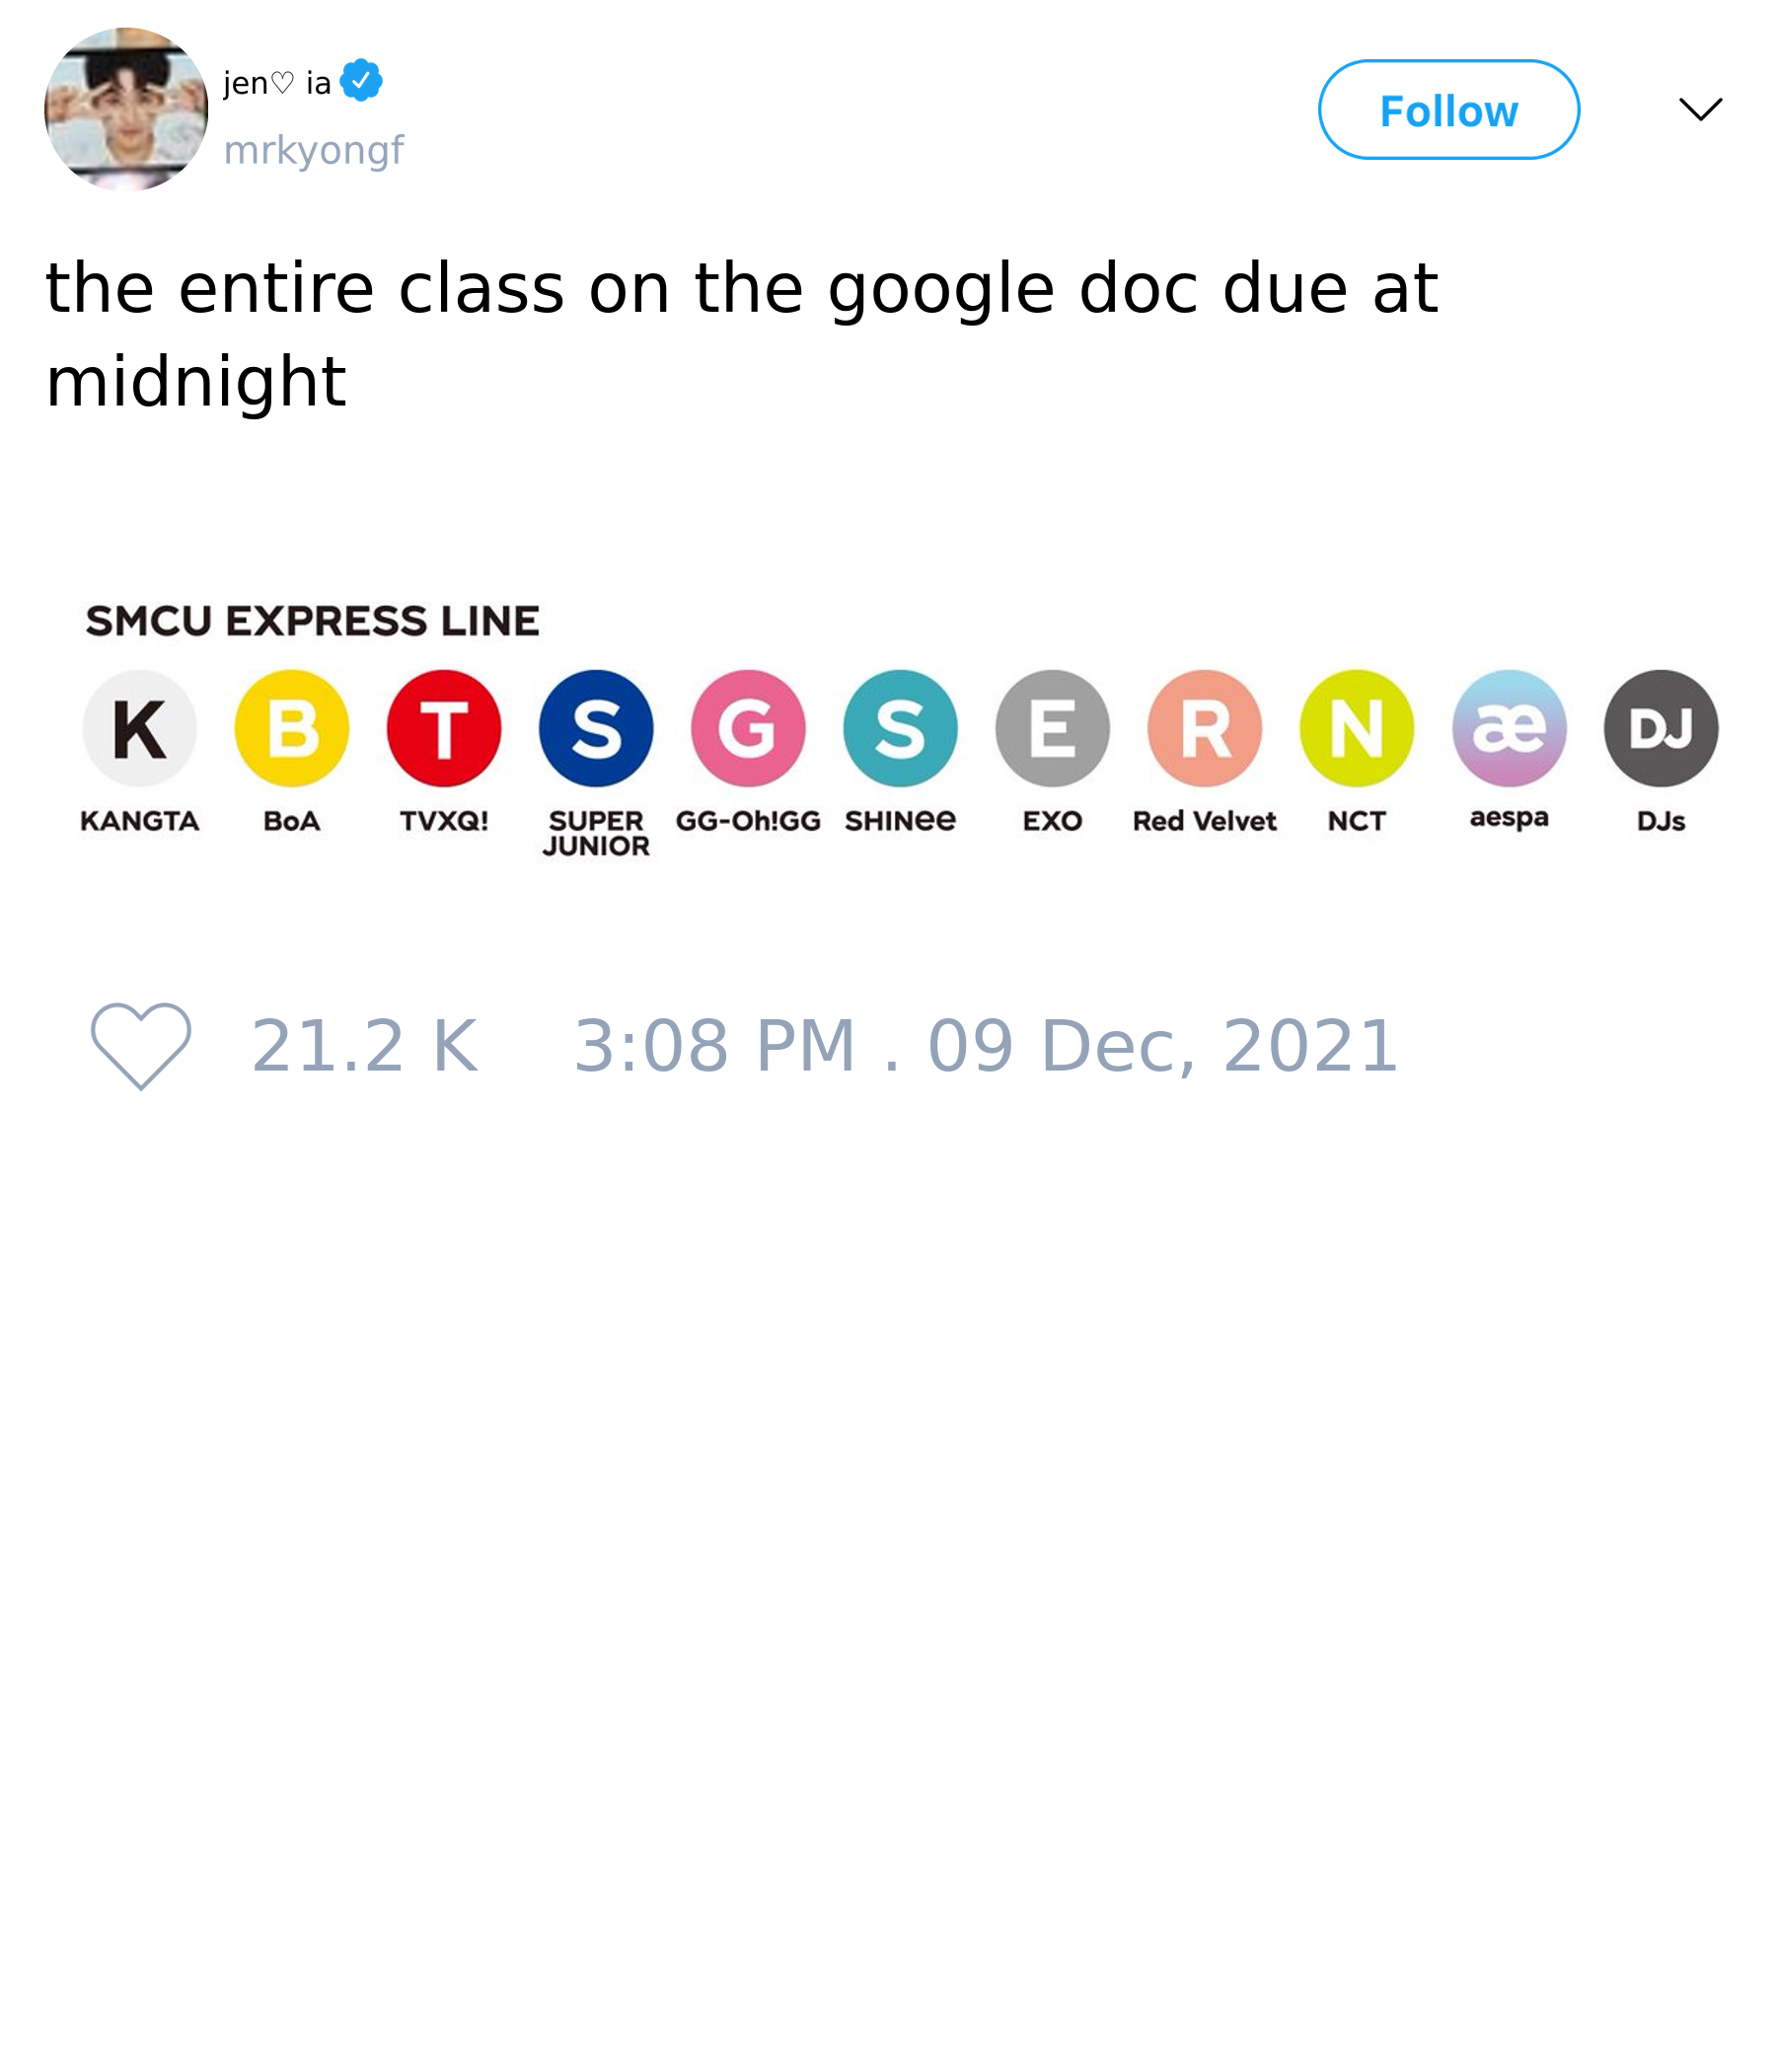 jen♡ ia
mrkyongf
Follow
the entire class on the google doc due at
midnight
SMCU EXPRESS LINE
K B T S G S E R N æ DJ
KANGTA BoA TVXQ! SUPER JUNIOR GG-Oh!GG SHINee EXO Red Velvet NCT aespa DJs
21.2 K 3:08 PM . 09 Dec, 2021